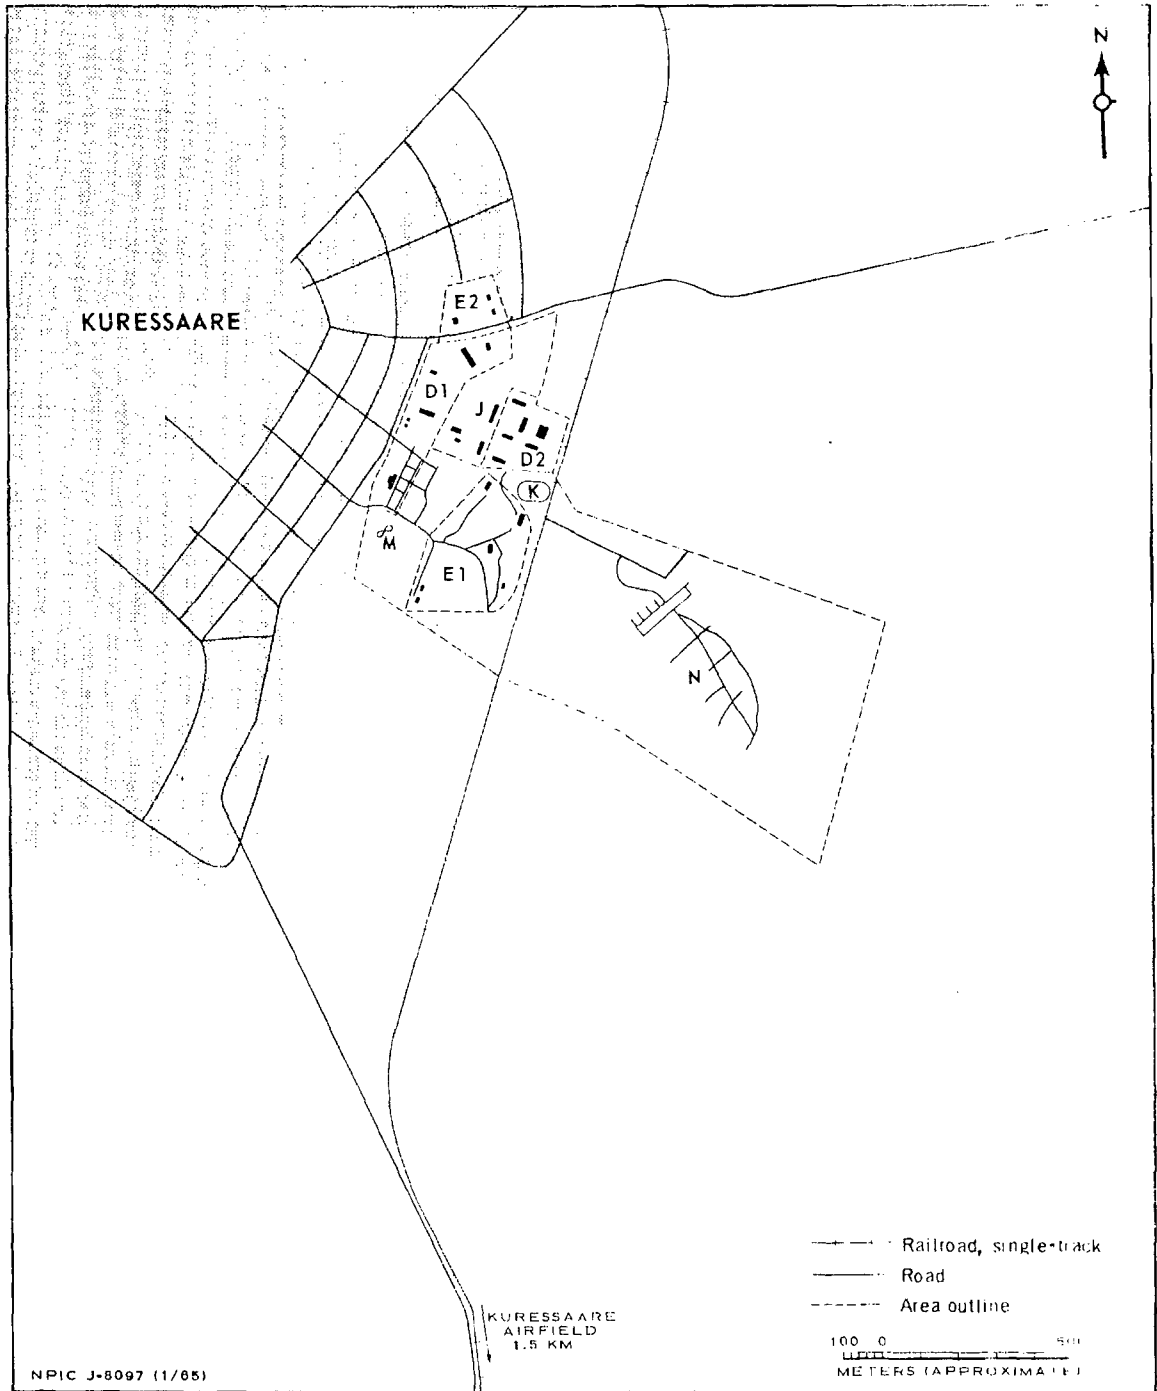 N
KURESSAARE
E2
D1
J
D2
K
M
E1
N
Railroad, single-track
Road
Area outline
KURESSAARE
AIRFIELD
1.5 KM
100 0 500
METERS (APPROXIMATE)
NPIC J-8097 (1/65)